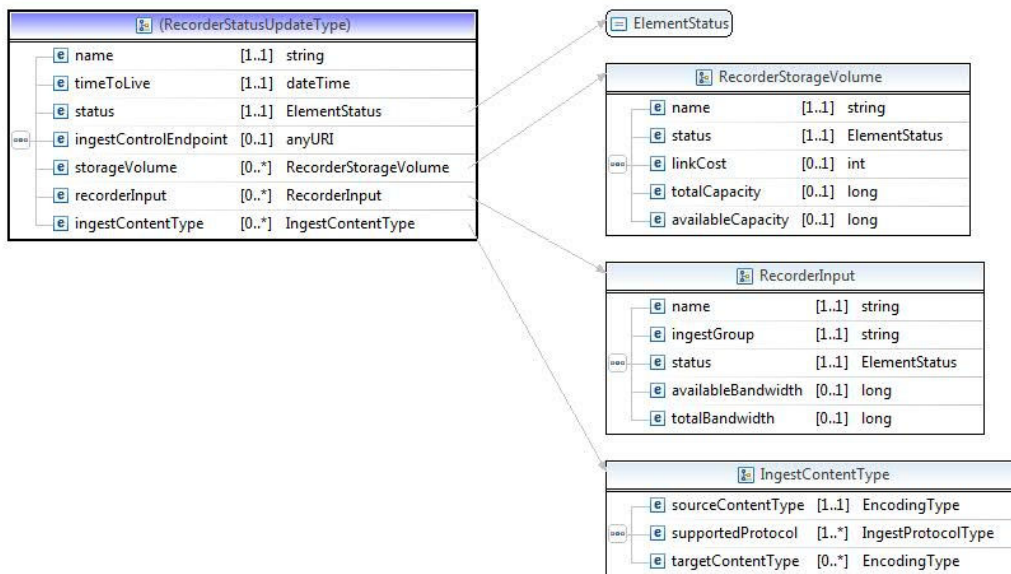 (RecorderStatusUpdateType)
name [1..1] string
timeToLive [1..1] dateTime
status [1..1] ElementStatus
ingestControlEndpoint [0..1] anyURI
storageVolume [0..*] RecorderStorageVolume
recorderInput [0..*] RecorderInput
ingestContentType [0..*] IngestContentType
ElementStatus
RecorderStorageVolume
name [1..1] string
status [1..1] ElementStatus
linkCost [0..1] int
totalCapacity [0..1] long
availableCapacity [0..1] long
RecorderInput
name [1..1] string
ingestGroup [1..1] string
status [1..1] ElementStatus
availableBandwidth [0..1] long
totalBandwidth [0..1] long
IngestContentType
sourceContentType [1..1] EncodingType
supportedProtocol [1..*] IngestProtocolType
targetContentType [0..*] EncodingType